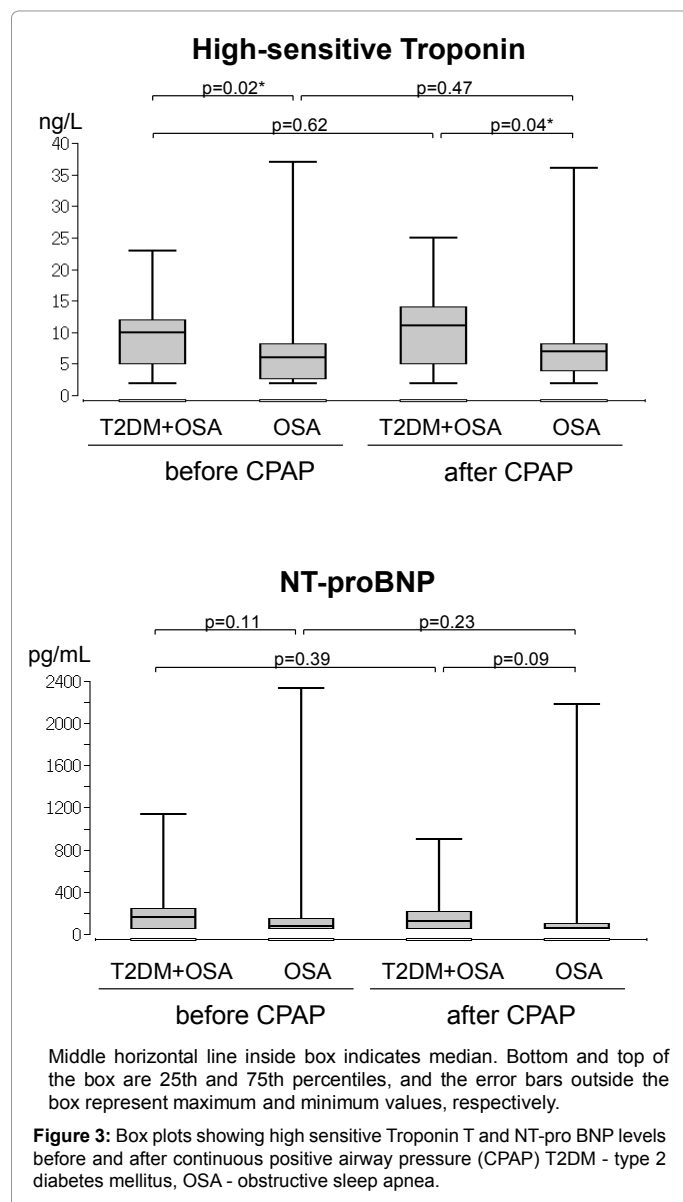 High-sensitive Troponin
p=0.02* p=0.47
ng/L p=0.62 p=0.04*
40
35
30
25
20
15
10
5
0
T2DM+OSA OSA T2DM+OSA OSA
before CPAP after CPAP
NT-proBNP
p=0.11 p=0.23
pg/mL p=0.39 p=0.09
2400
2000
1600
1200
800
400
0
T2DM+OSA OSA T2DM+OSA OSA
before CPAP after CPAP
Middle horizontal line inside box indicates median. Bottom and top of
the box are 25th and 75th percentiles, and the error bars outside the
box represent maximum and minimum values, respectively.
Figure 3: Box plots showing high sensitive Troponin T and NT-pro BNP levels
before and after continuous positive airway pressure (CPAP) T2DM - type 2
diabetes mellitus, OSA - obstructive sleep apnea.